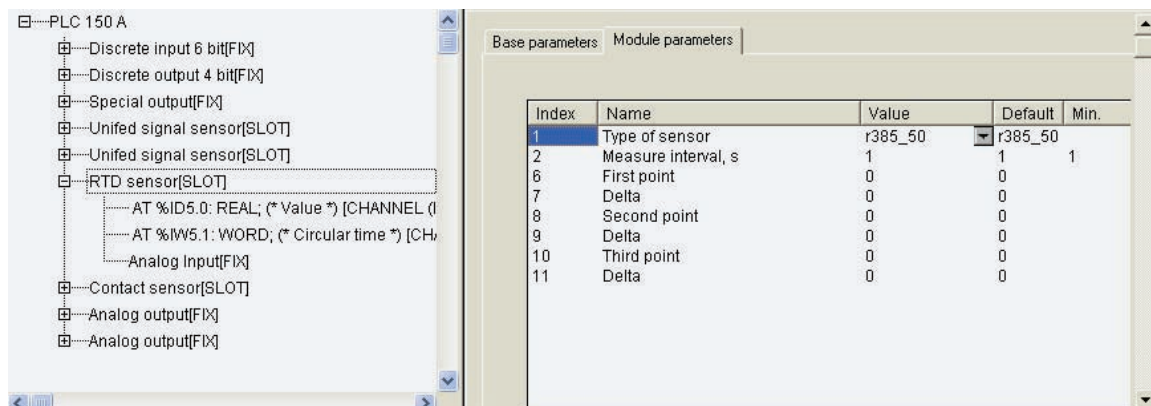 PLC 150 A
Discrete input 6 bit[FIX]
Discrete output 4 bit[FIX]
Special output[FIX]
Unifed signal sensor[SLOT]
Unifed signal sensor[SLOT]
RTD sensor[SLOT]
AT %ID5.0: REAL; (* Value *) [CHANNEL (I
AT %IW5.1: WORD; (* Circular time *) [CHA
Analog Input[FIX]
Contact sensor[SLOT]
Analog output[FIX]
Analog output[FIX]
Base parameters Module parameters
Index Name Value Default Min.
1 Type of sensor r385_50 r385_50
2 Measure interval, s 1 1 1
6 First point 0 0
7 Delta 0 0
8 Second point 0 0
9 Delta 0 0
10 Third point 0 0
11 Delta 0 0